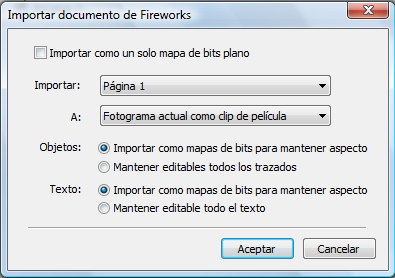 Importar documento de Fireworks
Importar como un solo mapa de bits plano
Importar: Página 1
A: Fotograma actual como clip de película
Objetos: Importar como mapas de bits para mantener aspecto
Mantener editables todos los trazados
Texto: Importar como mapas de bits para mantener aspecto
Mantener editable todo el texto
Aceptar Cancelar